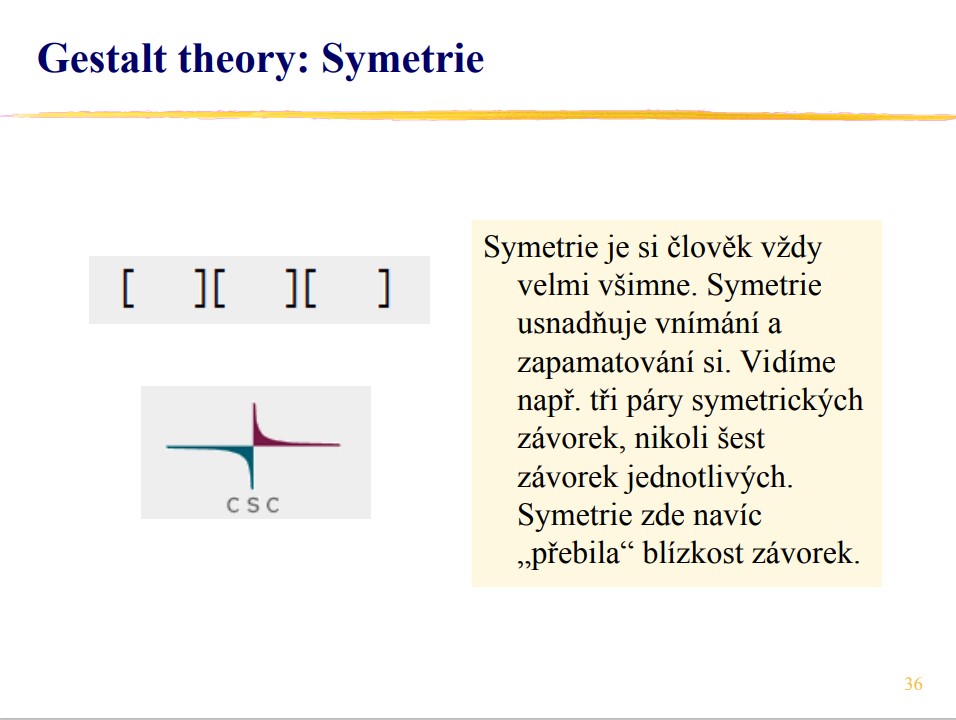 Gestalt theory: Symetrie
[ ][ ][ ]
CSC
Symetrie je si člověk vždy
velmi všimne. Symetrie
usnadňuje vnímání a
zapamatování si. Vidíme
např. tři páry symetrických
závorek, nikoli šest
závorek jednotlivých.
Symetrie zde navíc
„přebila“ blízkost závorek.
36